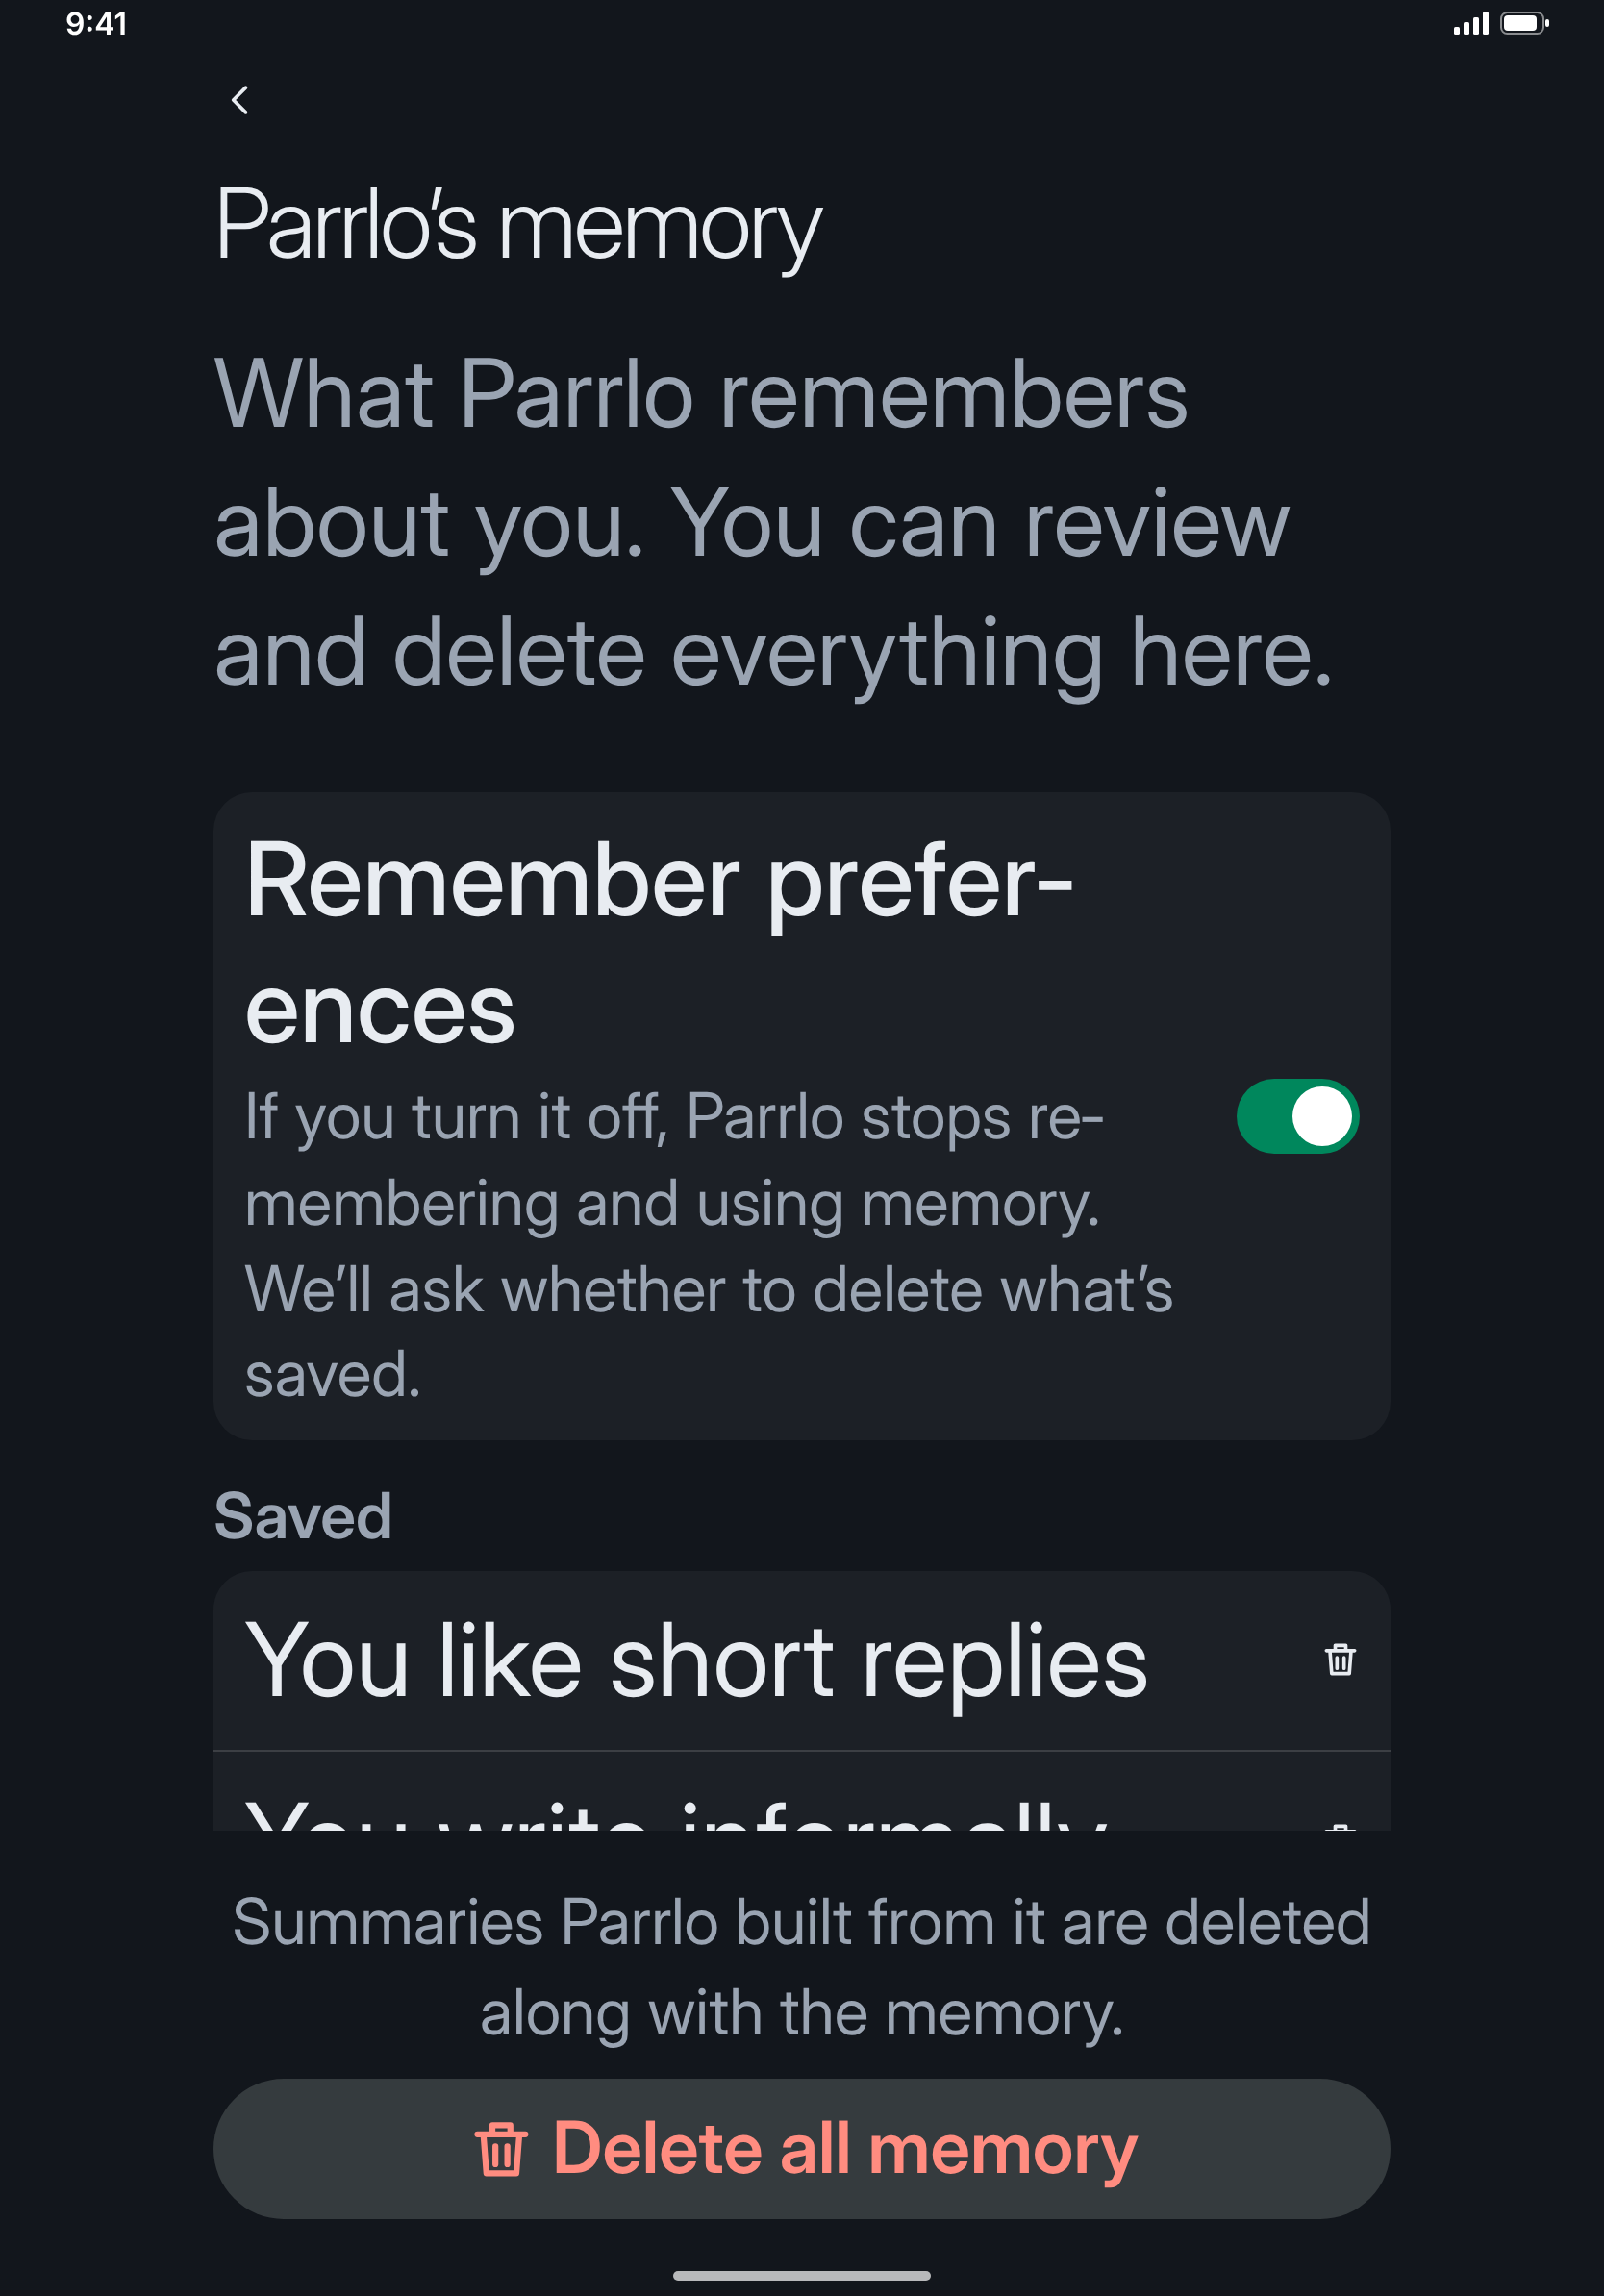 9:41
Parrlo’s memory
What Parrlo remembers
about you. You can review
and delete everything here.
Remember prefer-
ences
If you turn it off, Parrlo stops re-
membering and using memory.
We’ll ask whether to delete what’s
saved.
Saved
You like short replies
You write informally
Summaries Parrlo built from it are deleted
along with the memory.
Delete all memory